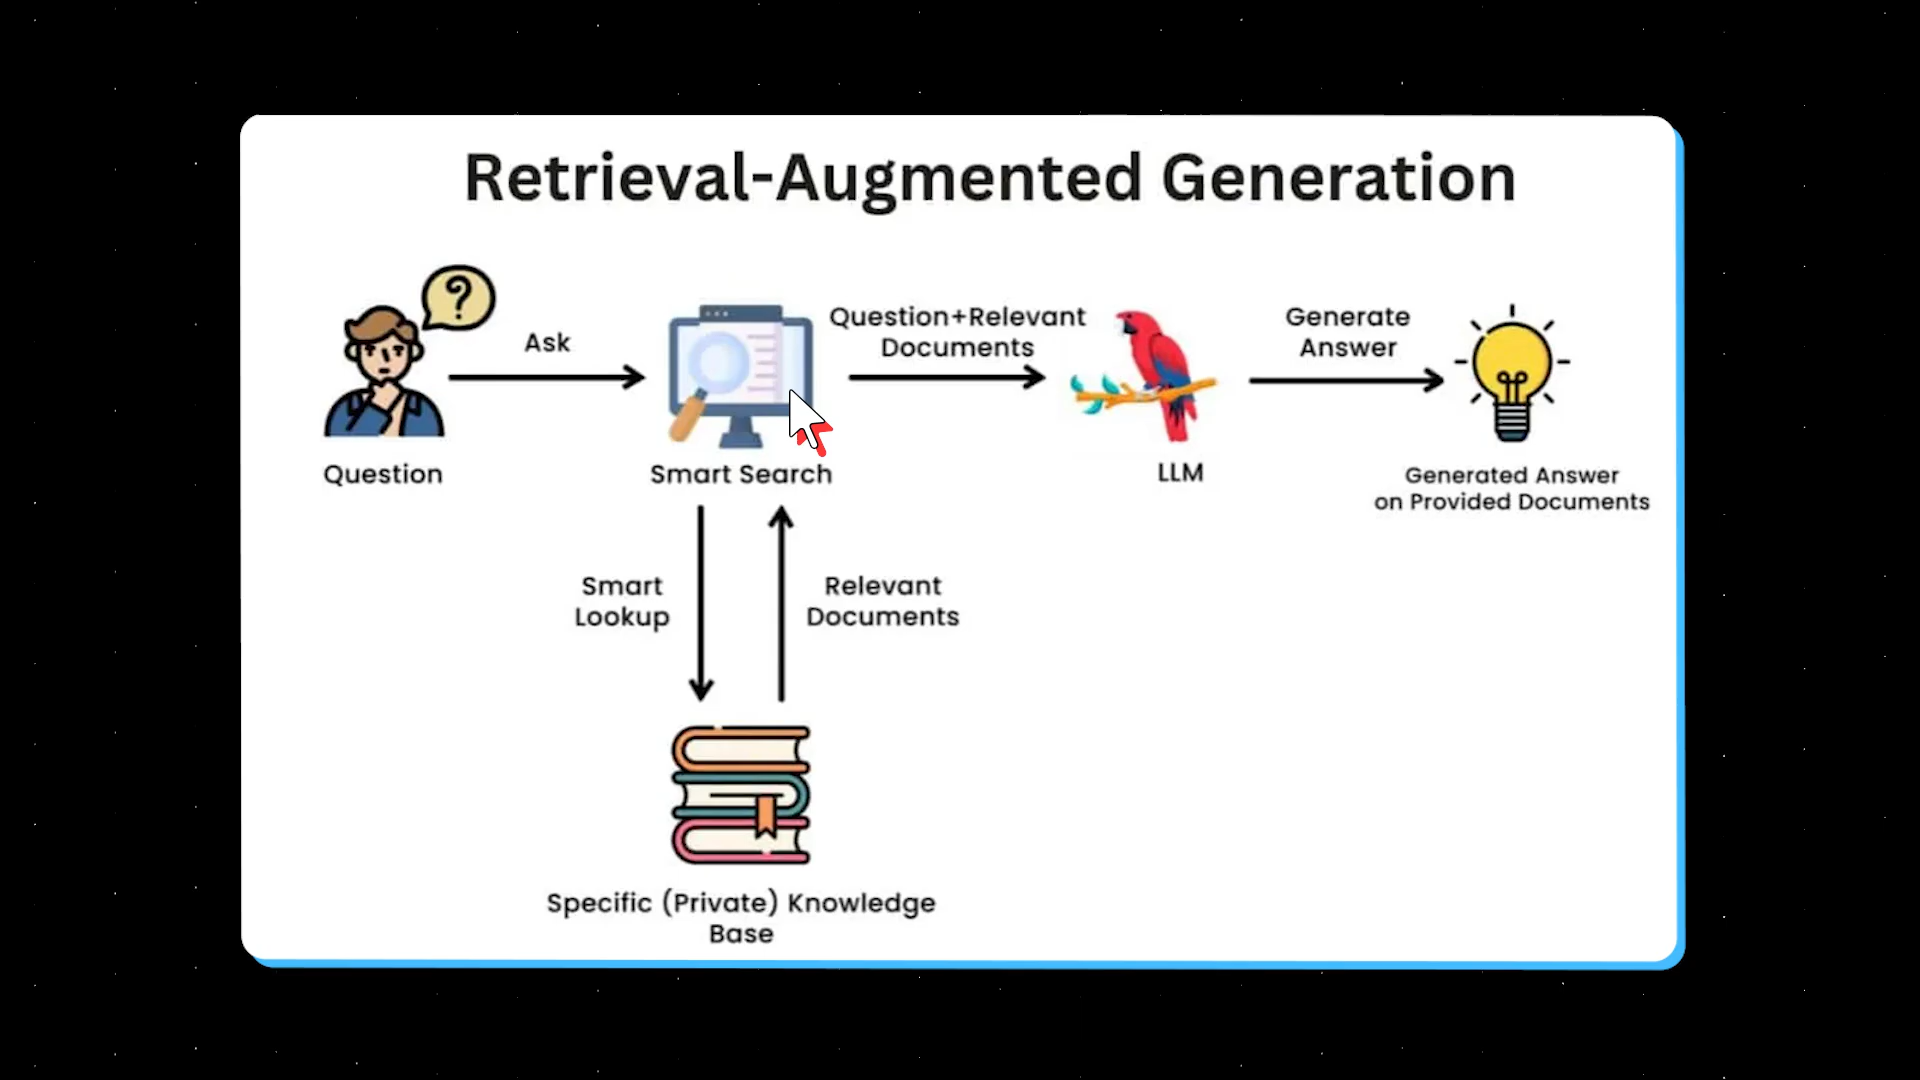 Retrieval-Augmented Generation
?
Ask
Question+Relevant
Documents
Generate
Answer
Question
Smart Search
LLM
Generated Answer
on Provided Documents
Smart
Lookup
Relevant
Documents
Specific (Private) Knowledge
Base